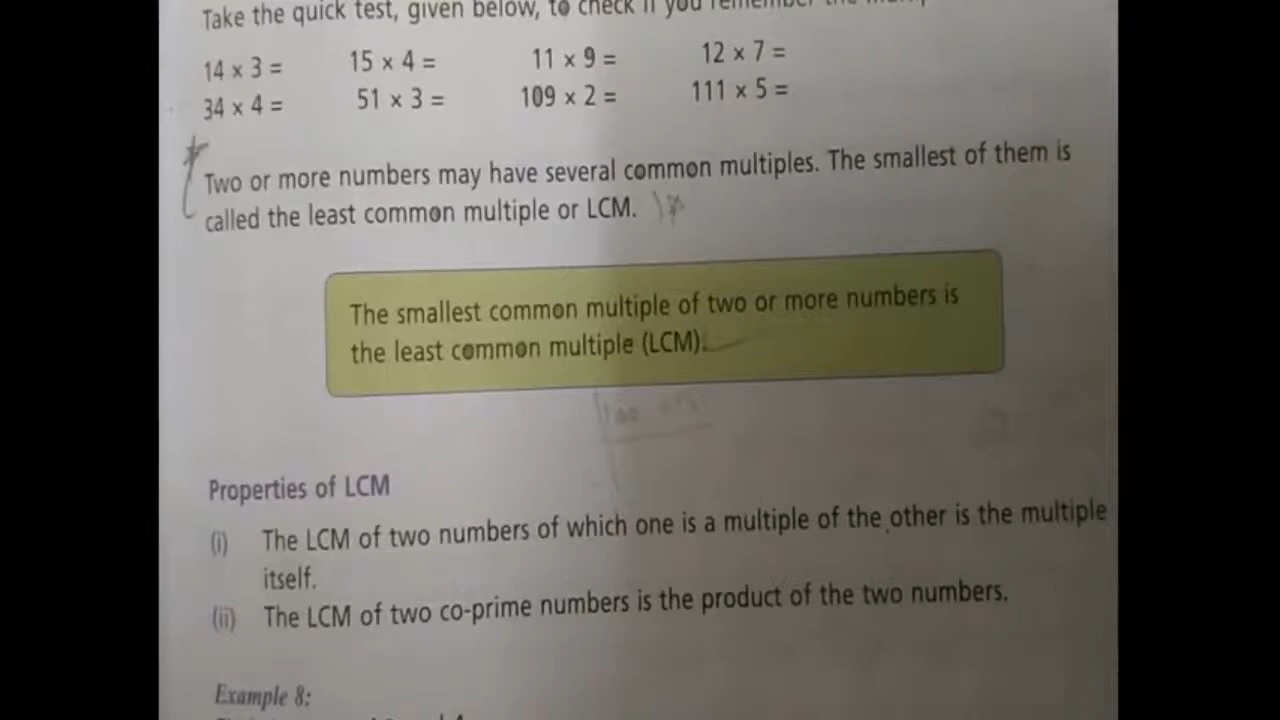 Take the quick test, given below, to check if you remember the
14 × 3 = 15 × 4 = 11 × 9 = 12 × 7 =
34 × 4 = 51 × 3 = 109 × 2 = 111 × 5 =
Two or more numbers may have several common multiples. The smallest of them is
called the least common multiple or LCM.
The smallest common multiple of two or more numbers is
the least common multiple (LCM).
Properties of LCM
(i) The LCM of two numbers of which one is a multiple of the other is the multiple
itself.
(ii) The LCM of two co-prime numbers is the product of the two numbers.
Example 8: